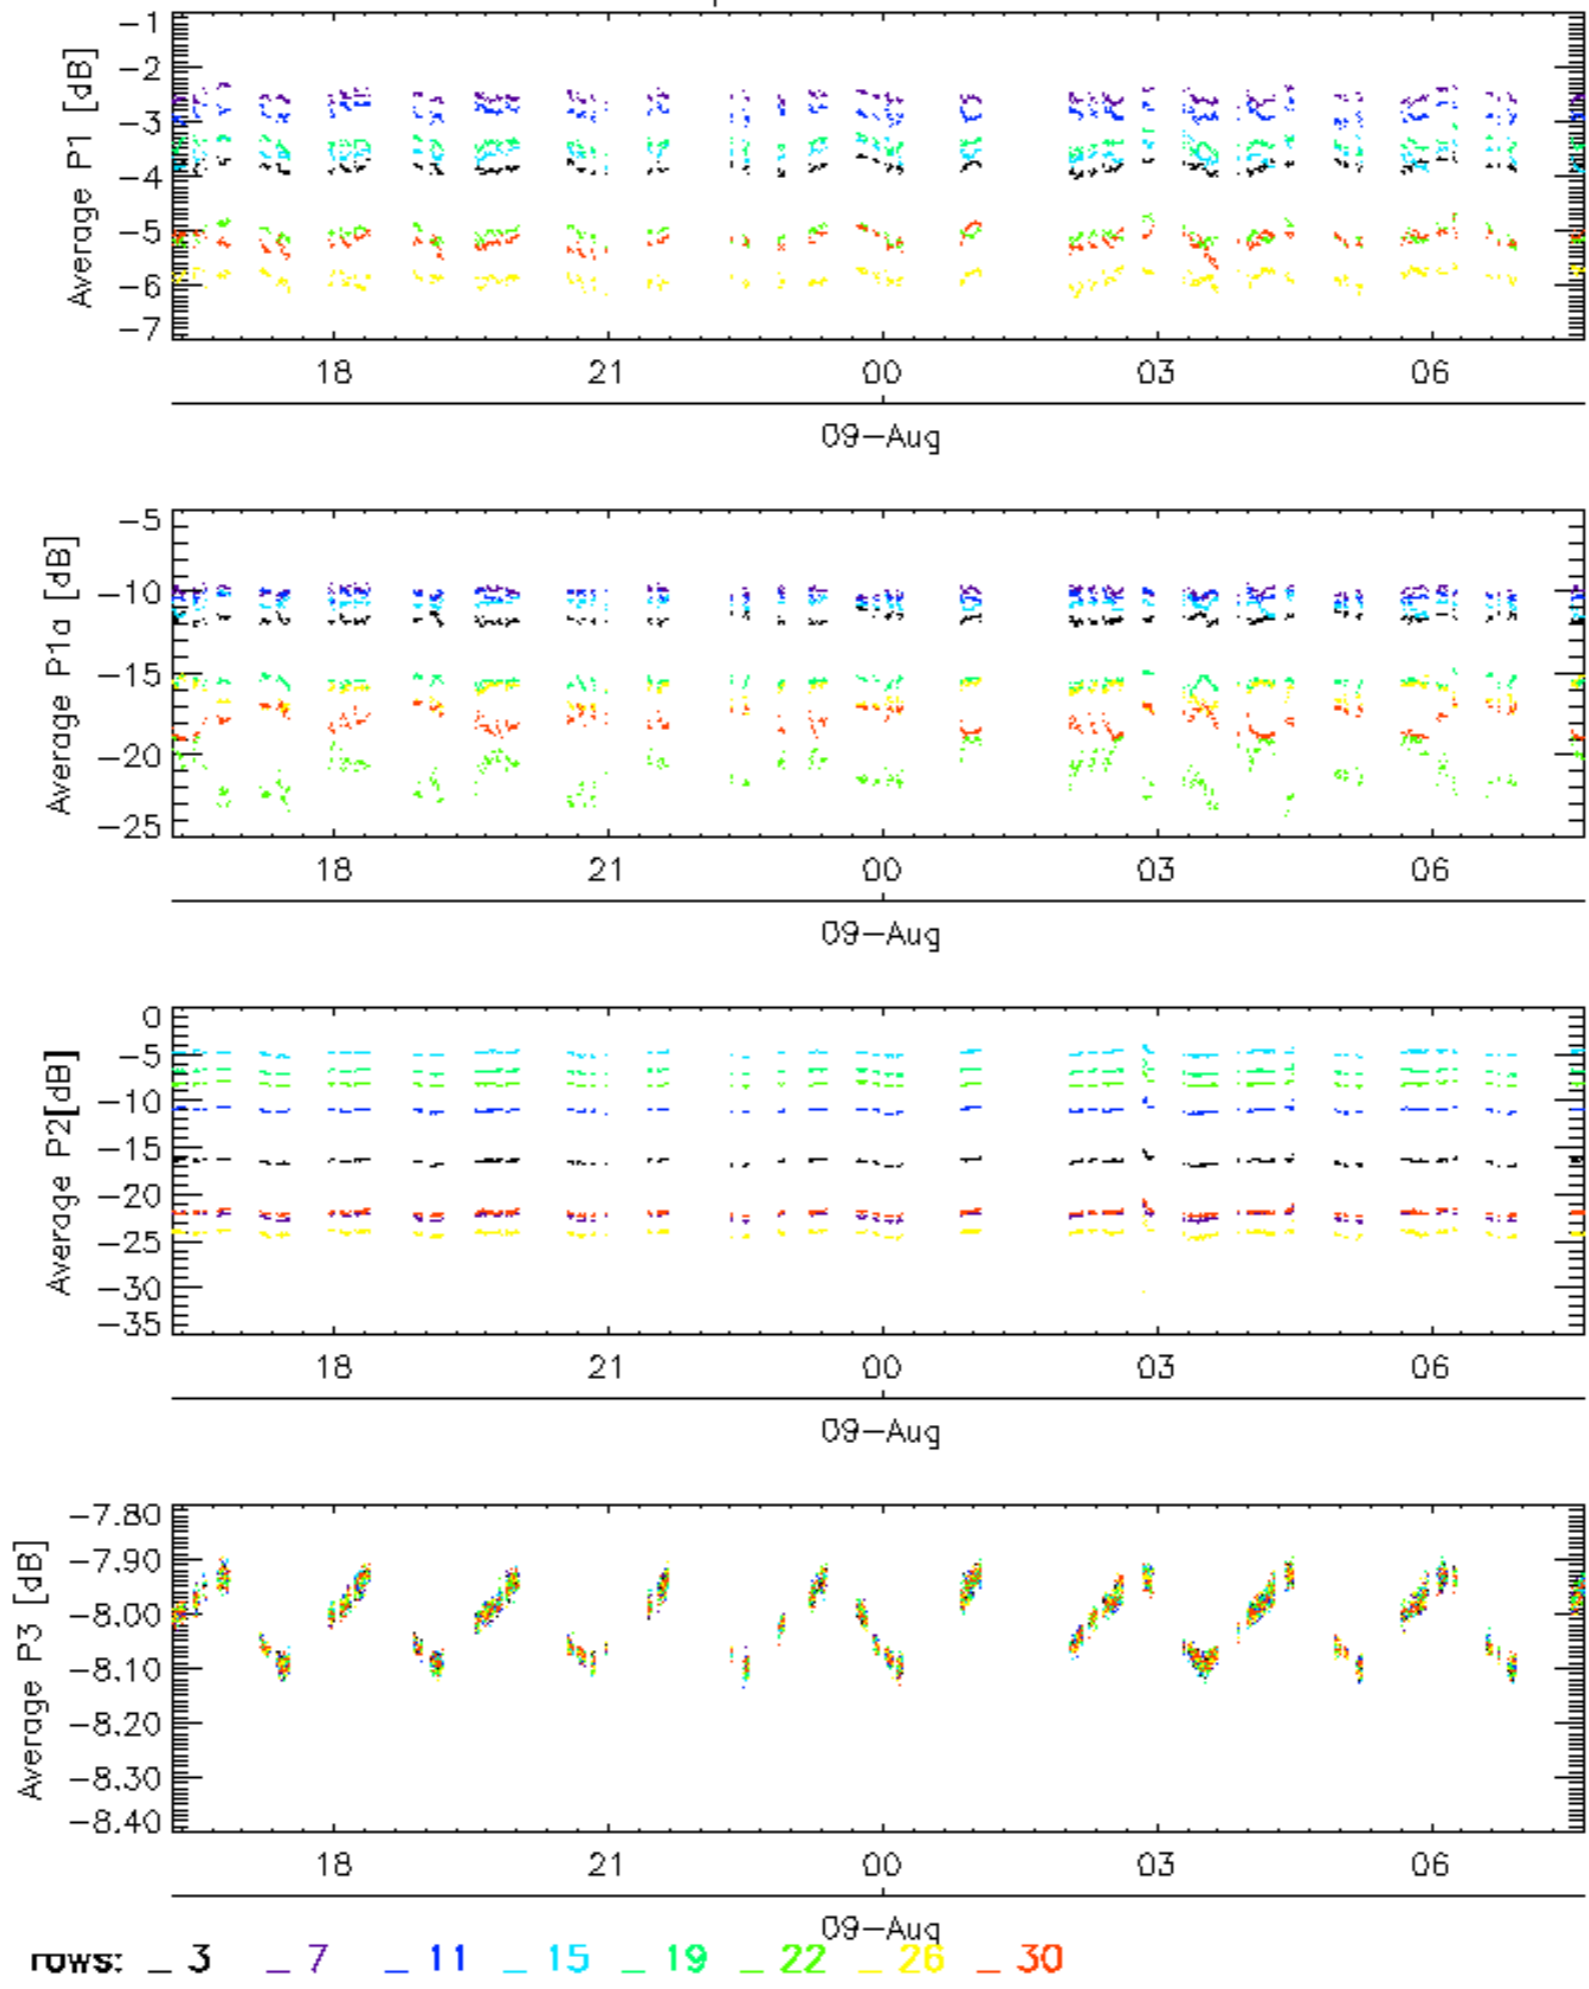 Average P1 [dB]
-1
-2
-3
-4
-5
-6
-7
18 21 00 03 06
09-Aug
Average P1a [dB]
-5
-10
-15
-20
-25
18 21 00 03 06
09-Aug
Average P2[dB]
0
-5
-10
-15
-20
-25
-30
-35
18 21 00 03 06
09-Aug
Average P3 [dB]
-7.80
-7.90
-8.00
-8.10
-8.20
-8.30
-8.40
18 21 00 03 06
09-Aug
rows: _ 3 _ 7 _ 11 _ 15 _ 19 _ 22 _ 26 _ 30